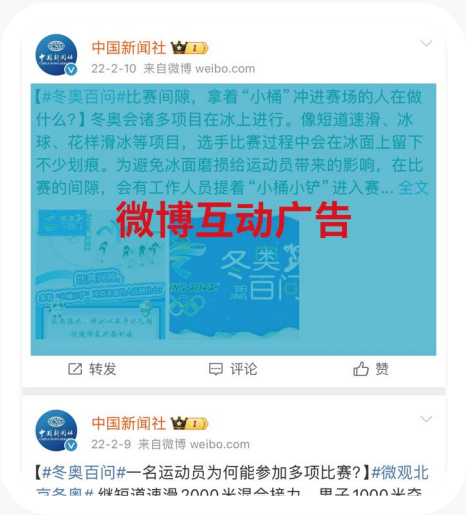 中国新闻社
22-2-10 来自微博 weibo.com
【#冬奥百问#比赛间隙，拿着“小桶”冲进赛场的人在做
什么？】冬奥会诸多项目在冰上进行。像短道速滑、冰
球、花样滑冰等项目，选手比赛过程中会在冰面上留下
不少划痕。为避免冰面磨损给运动员带来的影响，在比
赛的间隙，会有工作人员提着“小桶小铲”进入赛... 全文
微博互动广告
冬奥
百问
BEI
JING
比赛间隙，
转发 评论 赞
中国新闻社
22-2-9 来自微博 weibo.com
【#冬奥百问#一名运动员为何能参加多项比赛?】#微观北
京冬奥# 继短道速滑2000米混合接力、男子1000米夺